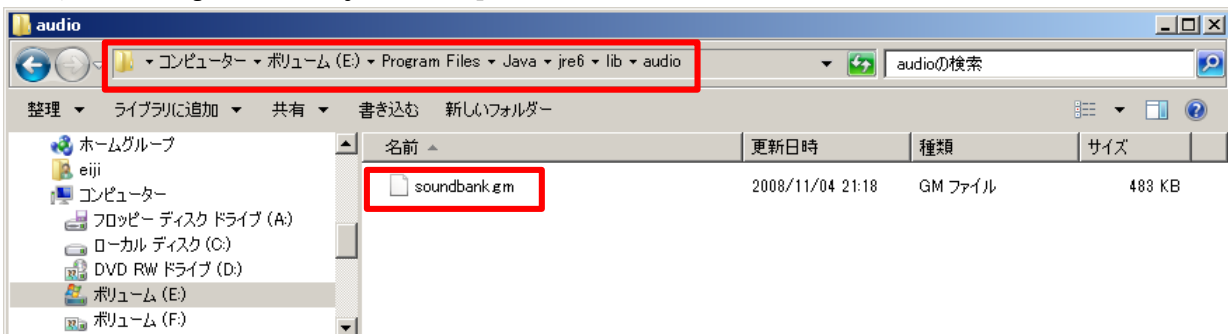 audio
コンピューター ▾ ボリューム (E:) ▾ Program Files ▾ Java ▾ jre6 ▾ lib ▾ audio
audioの検索
整理 ライブラリに追加 共有 書き込む 新しいフォルダー
ホームグループ
eiji
コンピューター
フロッピー ディスク ドライブ (A:)
ローカル ディスク (C:)
DVD RW ドライブ (D:)
ボリューム (E:)
ボリューム (F:)
名前 更新日時 種類 サイズ
soundbank.gm 2008/11/04 21:18 GM ファイル 483 KB